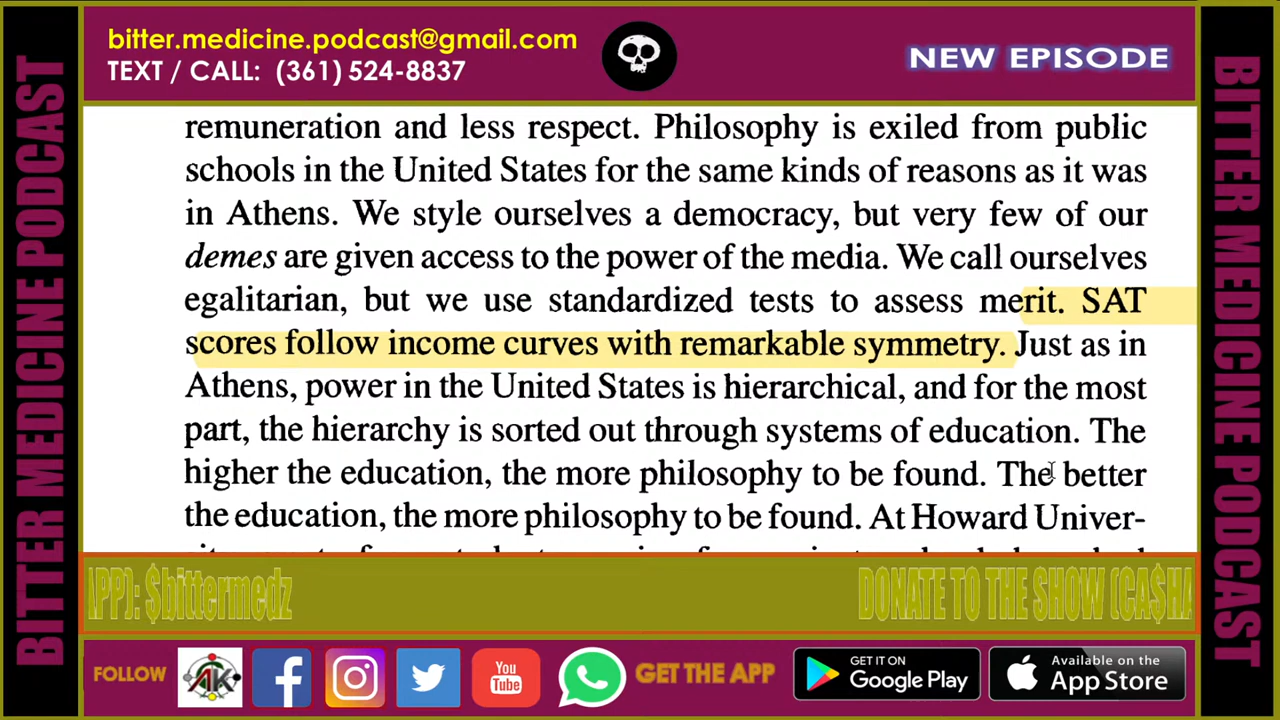 bitter.medicine.podcast@gmail.com
TEXT / CALL: (361) 524-8837
NEW EPISODE
BITTER MEDICINE PODCAST
remuneration and less respect. Philosophy is exiled from public
schools in the United States for the same kinds of reasons as it was
in Athens. We style ourselves a democracy, but very few of our
demes are given access to the power of the media. We call ourselves
egalitarian, but we use standardized tests to assess merit. SAT
scores follow income curves with remarkable symmetry. Just as in
Athens, power in the United States is hierarchical, and for the most
part, the hierarchy is sorted out through systems of education. The
higher the education, the more philosophy to be found. The better
the education, the more philosophy to be found. At Howard Univer-
BITTER MEDICINE PODCAST
APP): $bittermedz
DONATE TO THE SHOW (CA$HA
FOLLOW
ATK
You
Tube
GET THE APP
GET IT ON
Google Play
Available on the
App Store